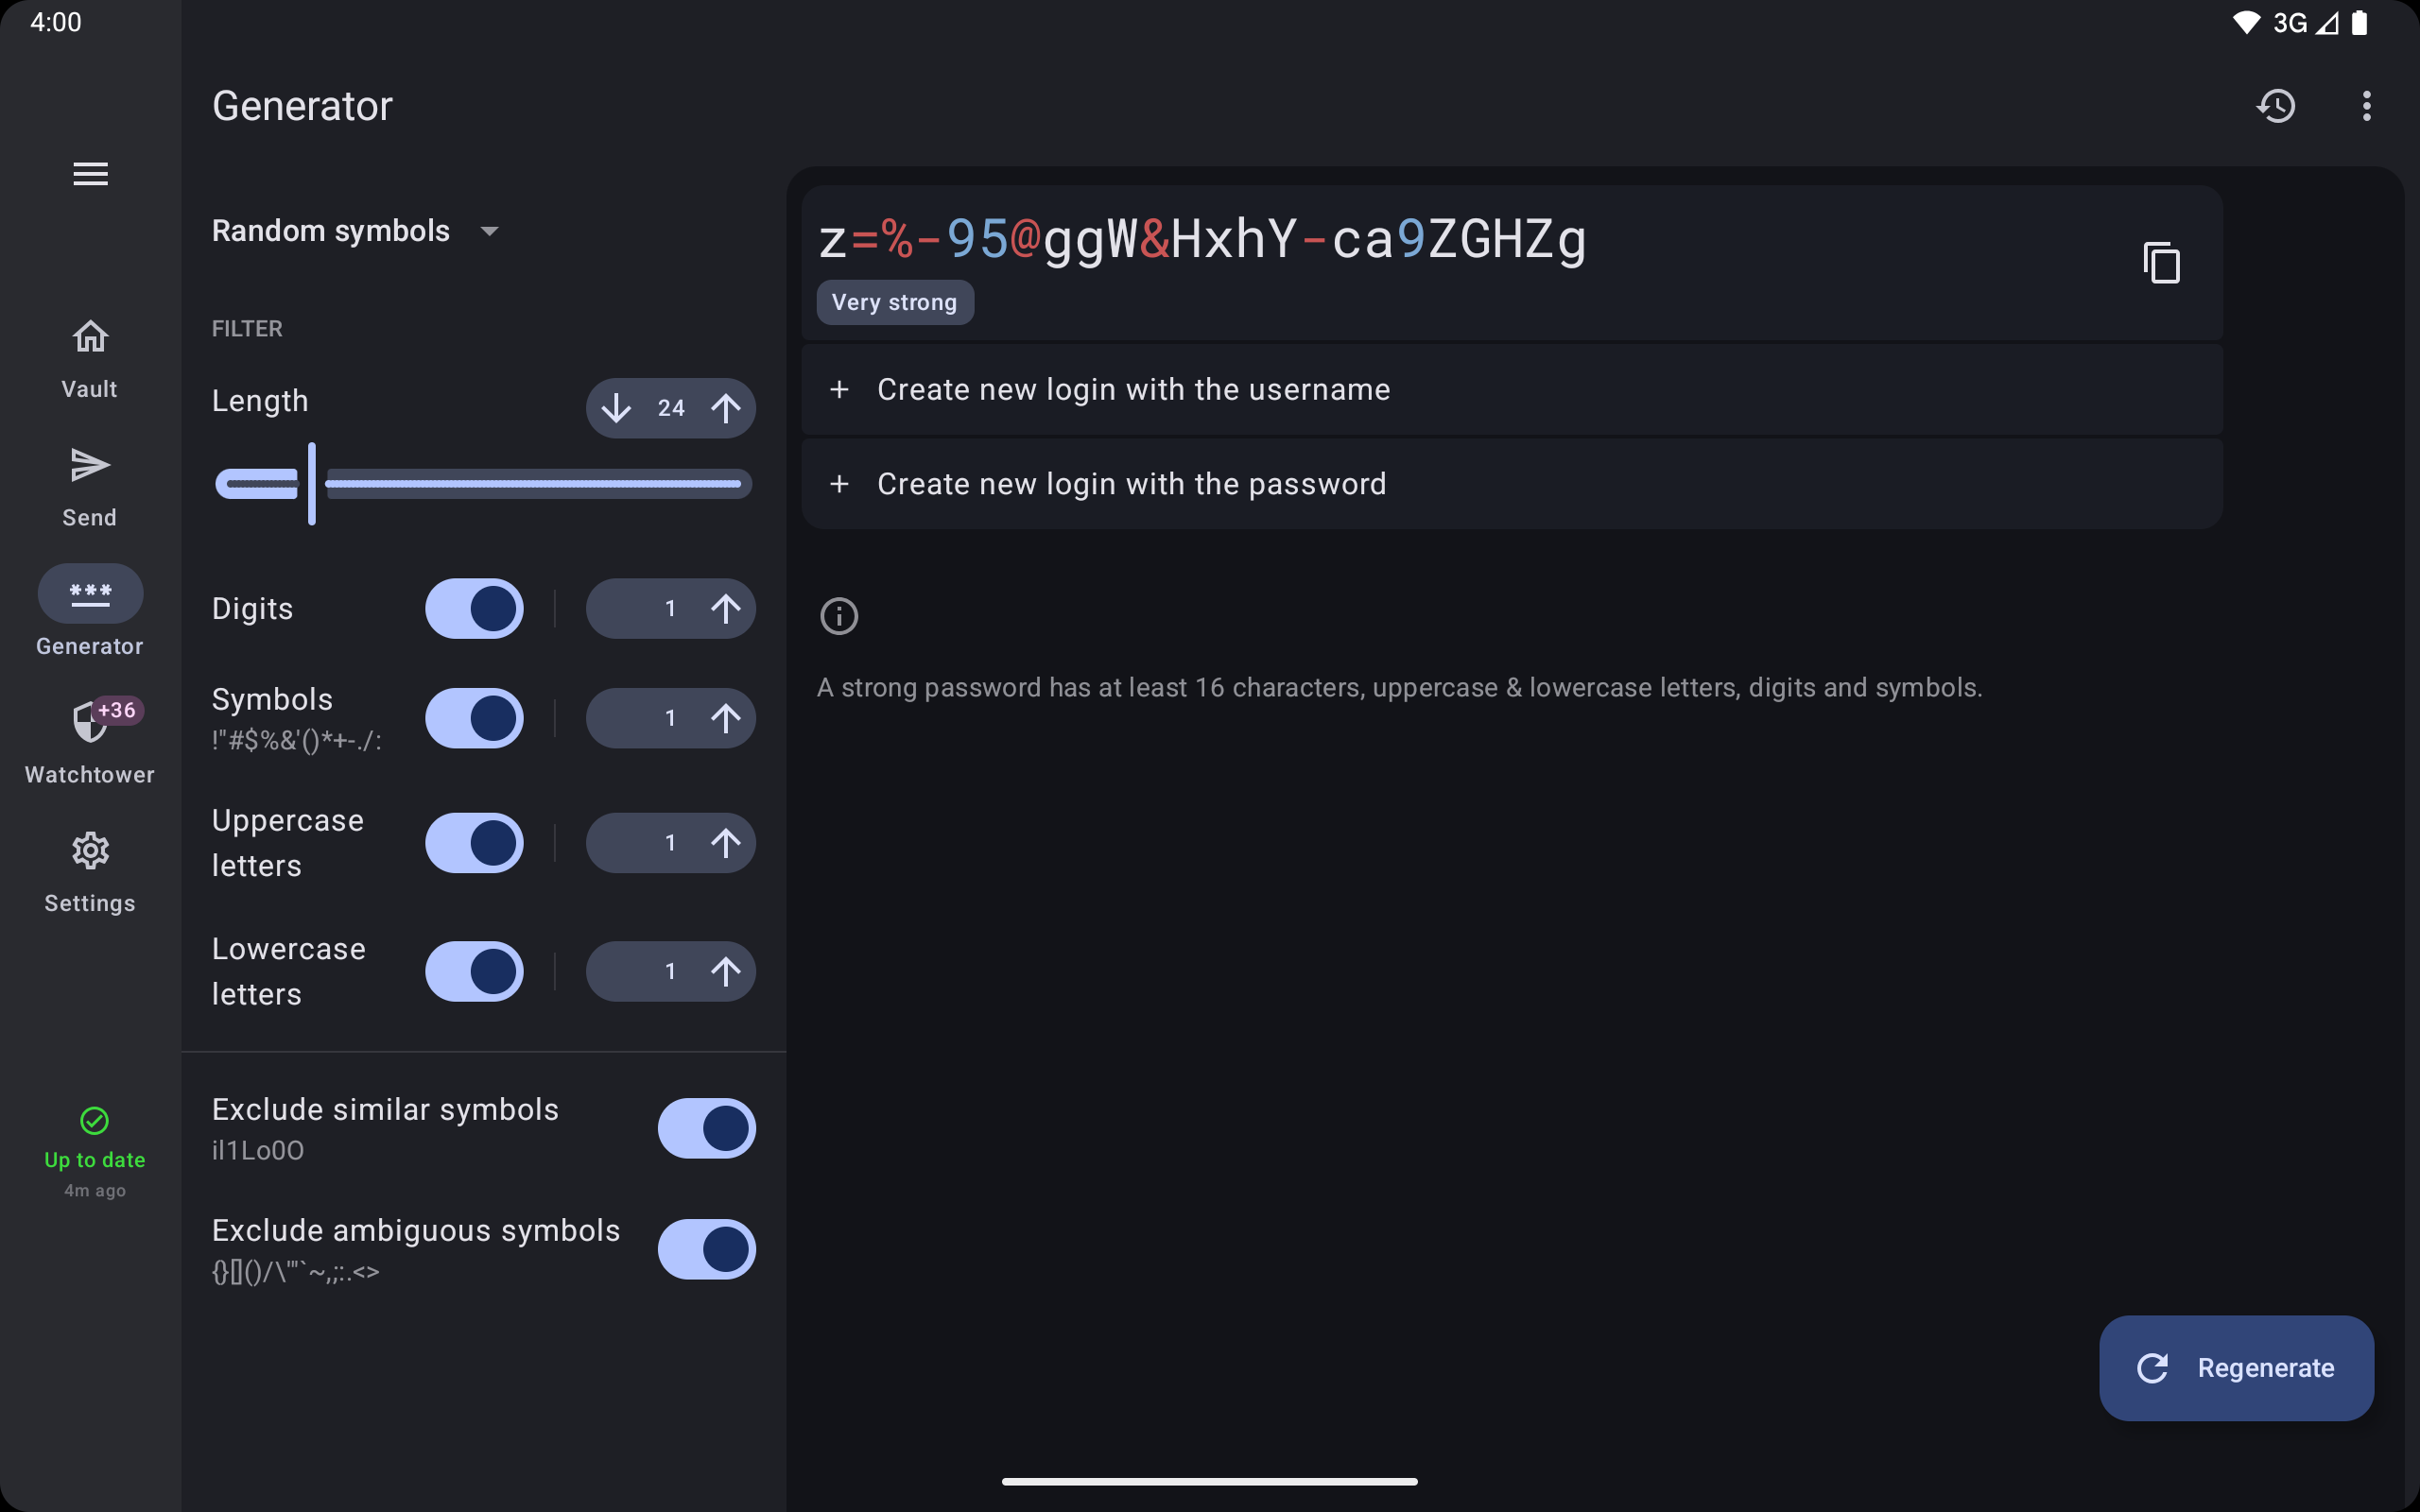 4:00
3G
Generator
Vault
Send
Generator
+36
Watchtower
Settings
Up to date
4m ago
Random symbols
FILTER
Length
24
Digits
1
Symbols
!"#$%&'()*+-./:
1
Uppercase
letters
1
Lowercase
letters
1
Exclude similar symbols
il1Lo0O
Exclude ambiguous symbols
{}[]()/\'"`~,;:.<>
z=%-95@ggW&HxhY-ca9ZGHZg
Very strong
Create new login with the username
Create new login with the password
A strong password has at least 16 characters, uppercase & lowercase letters, digits and symbols.
Regenerate